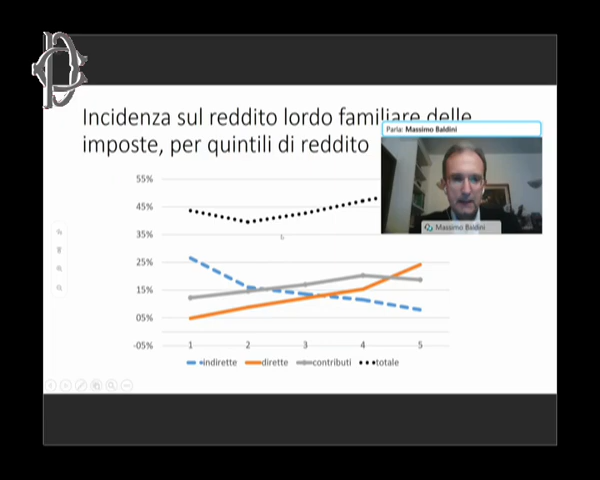 Incidenza sul reddito lordo familiare delle
imposte, per quintili di reddito
Parla: Massimo Baldini
Massimo Baldini
55%
45%
35%
25%
15%
05%
-05%
1 2 3 4 5
indirette dirette contributi totale